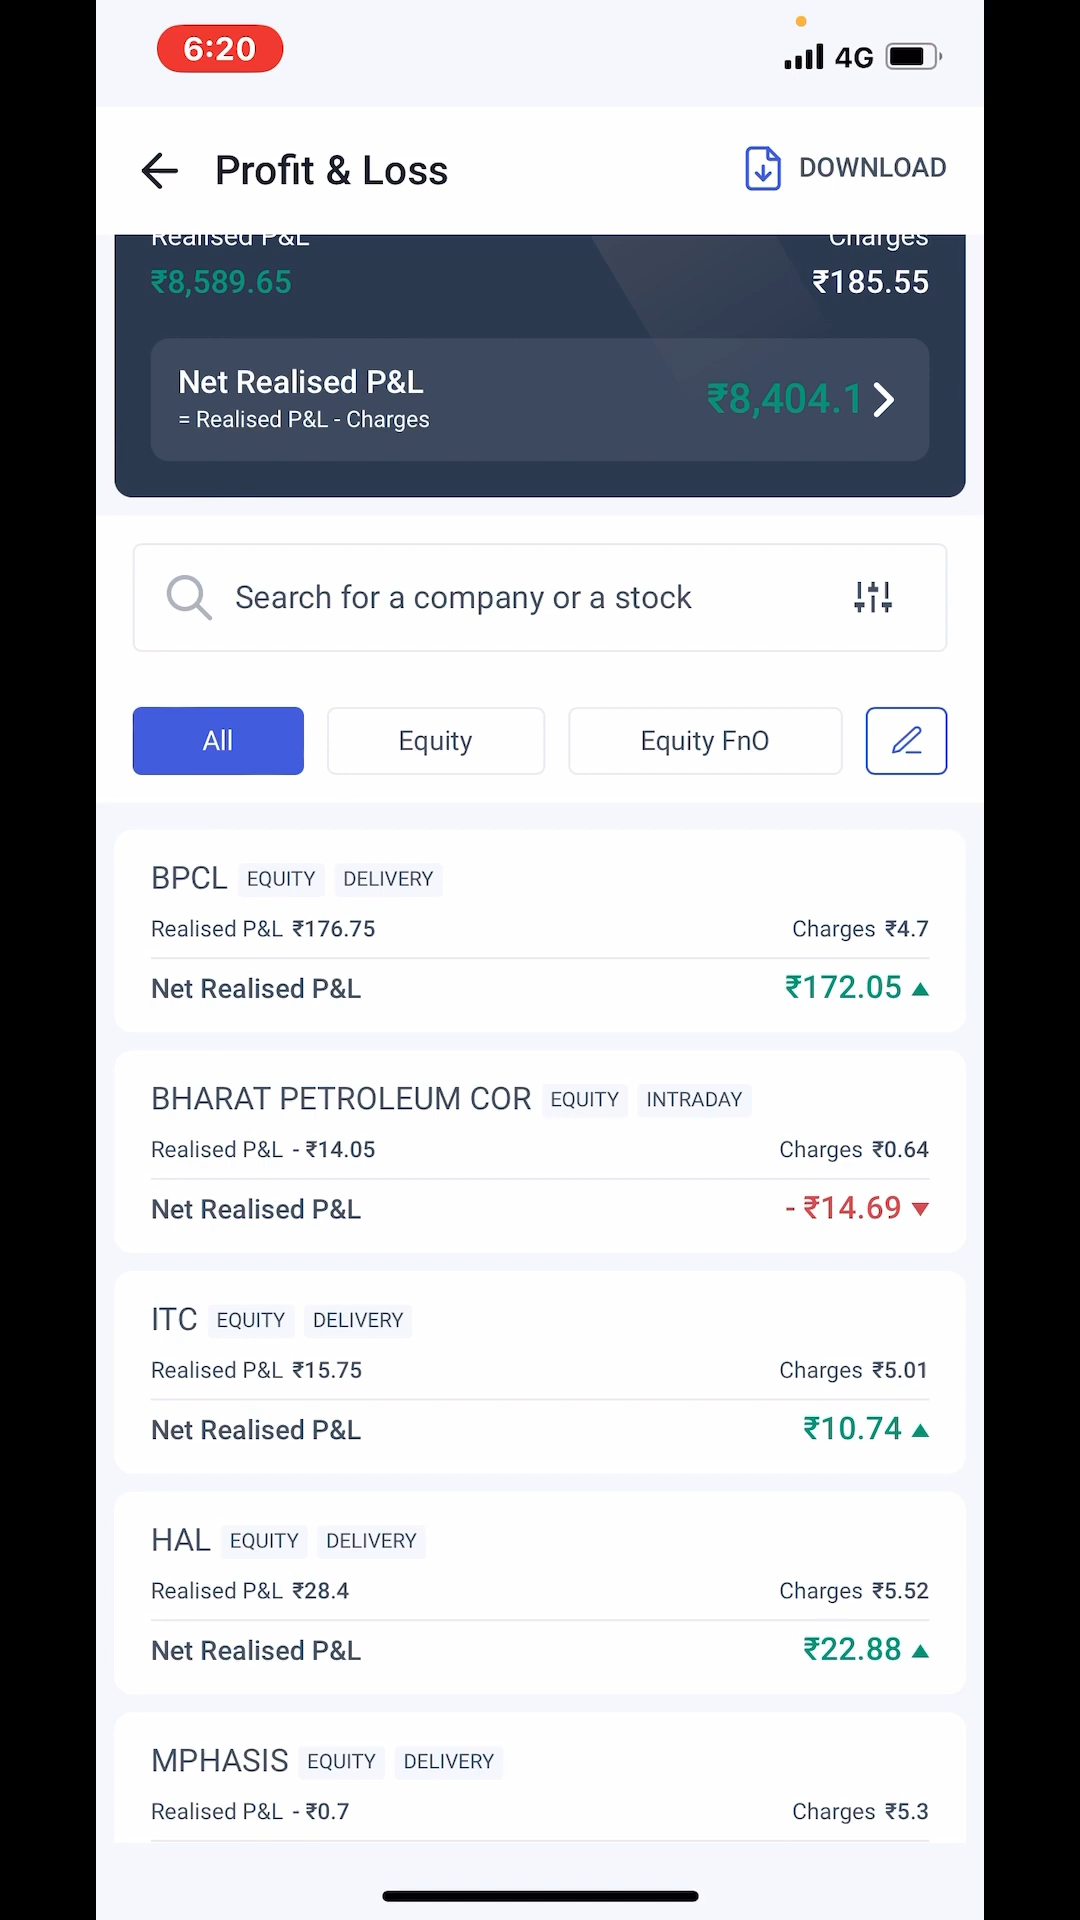 6:20
4G
Profit & Loss
DOWNLOAD
Realised P&L
Charges
₹8,589.65
₹185.55
Net Realised P&L
₹8,404.1
= Realised P&L - Charges
Search for a company or a stock
All
Equity
Equity FnO
BPCL EQUITY DELIVERY
Realised P&L ₹176.75
Charges ₹4.7
Net Realised P&L
₹172.05
BHARAT PETROLEUM COR EQUITY INTRADAY
Realised P&L - ₹14.05
Charges ₹0.64
Net Realised P&L
- ₹14.69
ITC EQUITY DELIVERY
Realised P&L ₹15.75
Charges ₹5.01
Net Realised P&L
₹10.74
HAL EQUITY DELIVERY
Realised P&L ₹28.4
Charges ₹5.52
Net Realised P&L
₹22.88
MPHASIS EQUITY DELIVERY
Realised P&L - ₹0.7
Charges ₹5.3